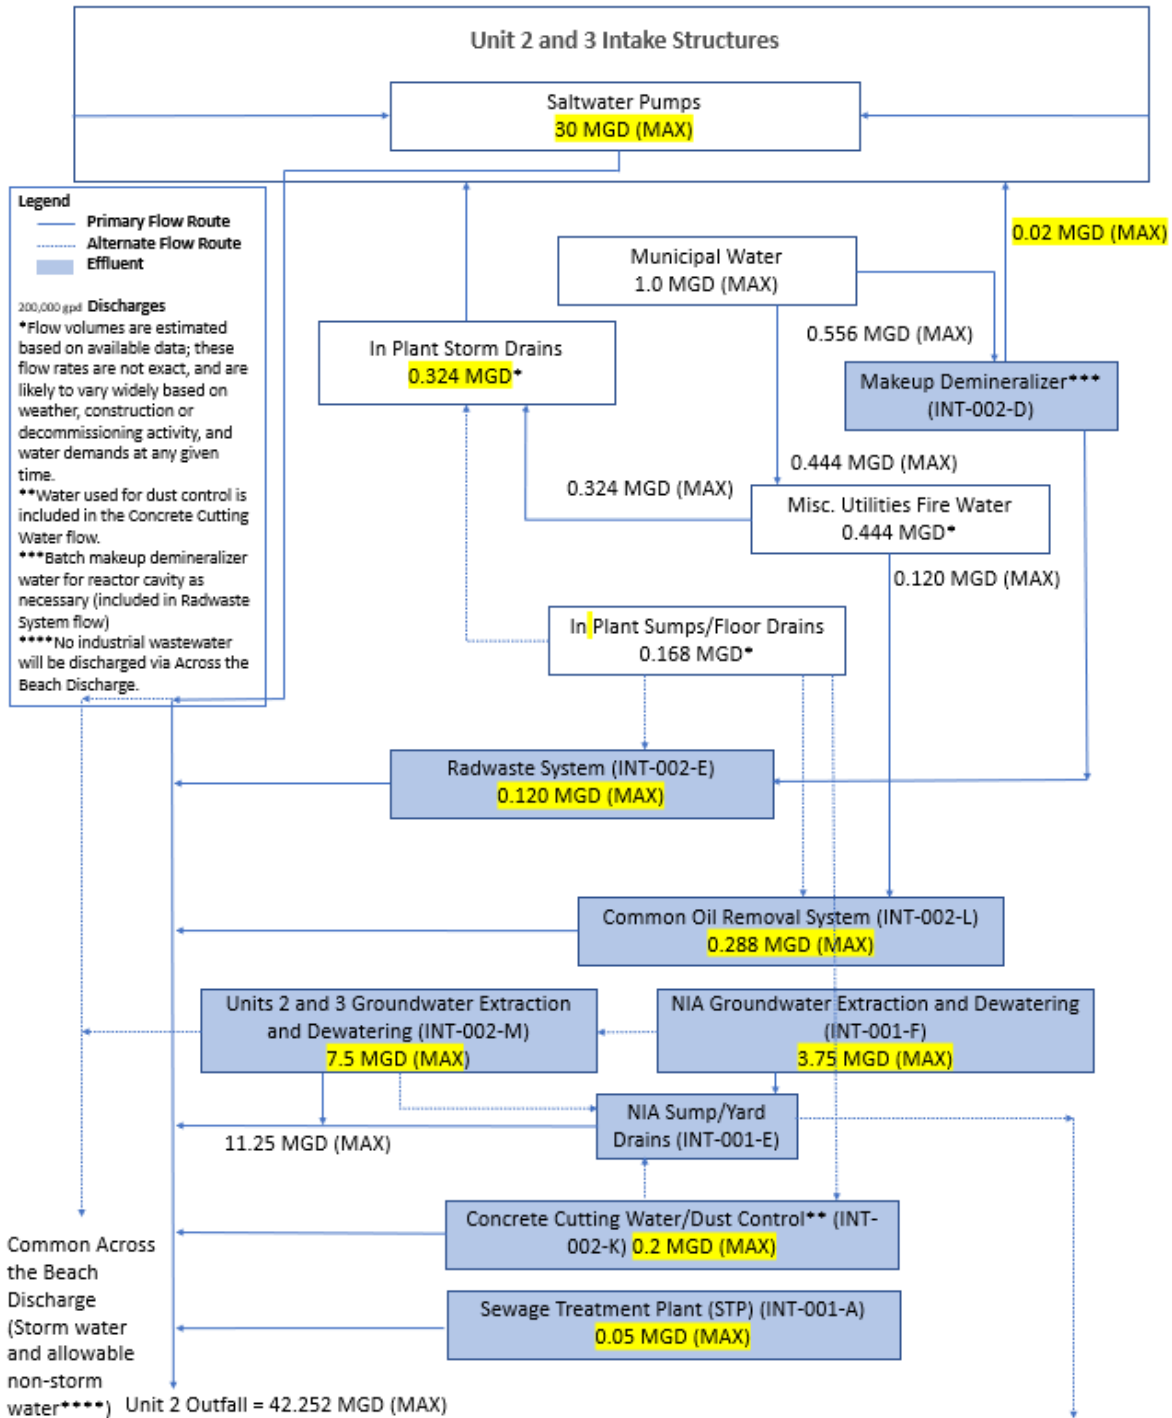 Unit 2 and 3 Intake Structures
Saltwater Pumps
30 MGD (MAX)
Legend
Primary Flow Route
Alternate Flow Route
Effluent
200,000 gpd Discharges
*Flow volumes are estimated
based on available data; these
flow rates are not exact, and are
likely to vary widely based on
weather, construction or
decommissioning activity, and
water demands at any given
time.
**Water used for dust control is
included in the Concrete Cutting
Water flow.
***Batch makeup demineralizer
water for reactor cavity as
necessary (included in Radwaste
System flow)
****No industrial wastewater
will be discharged via Across the
Beach Discharge.
0.02 MGD (MAX)
Municipal Water
1.0 MGD (MAX)
0.556 MGD (MAX)
In Plant Storm Drains
0.324 MGD*
Makeup Demineralizer***
(INT-002-D)
0.444 MGD (MAX)
0.324 MGD (MAX)
Misc. Utilities Fire Water
0.444 MGD*
0.120 MGD (MAX)
In Plant Sumps/Floor Drains
0.168 MGD*
Radwaste System (INT-002-E)
0.120 MGD (MAX)
Common Oil Removal System (INT-002-L)
0.288 MGD (MAX)
Units 2 and 3 Groundwater Extraction
and Dewatering (INT-002-M)
7.5 MGD (MAX)
NIA Groundwater Extraction and Dewatering
(INT-001-F)
3.75 MGD (MAX)
NIA Sump/Yard
Drains (INT-001-E)
11.25 MGD (MAX)
Concrete Cutting Water/Dust Control** (INT-
002-K) 0.2 MGD (MAX)
Sewage Treatment Plant (STP) (INT-001-A)
0.05 MGD (MAX)
Common Across
the Beach
Discharge
(Storm water
and allowable
non-storm
water****)
Unit 2 Outfall = 42.252 MGD (MAX)